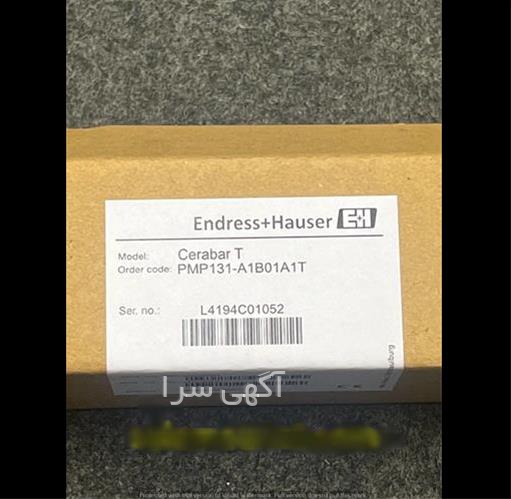 Endress+Hauser E+H
Model: Cerabar T
Order code: PMP131-A1B01A1T
Ser. no.: L4194C01052
آگهی سرا